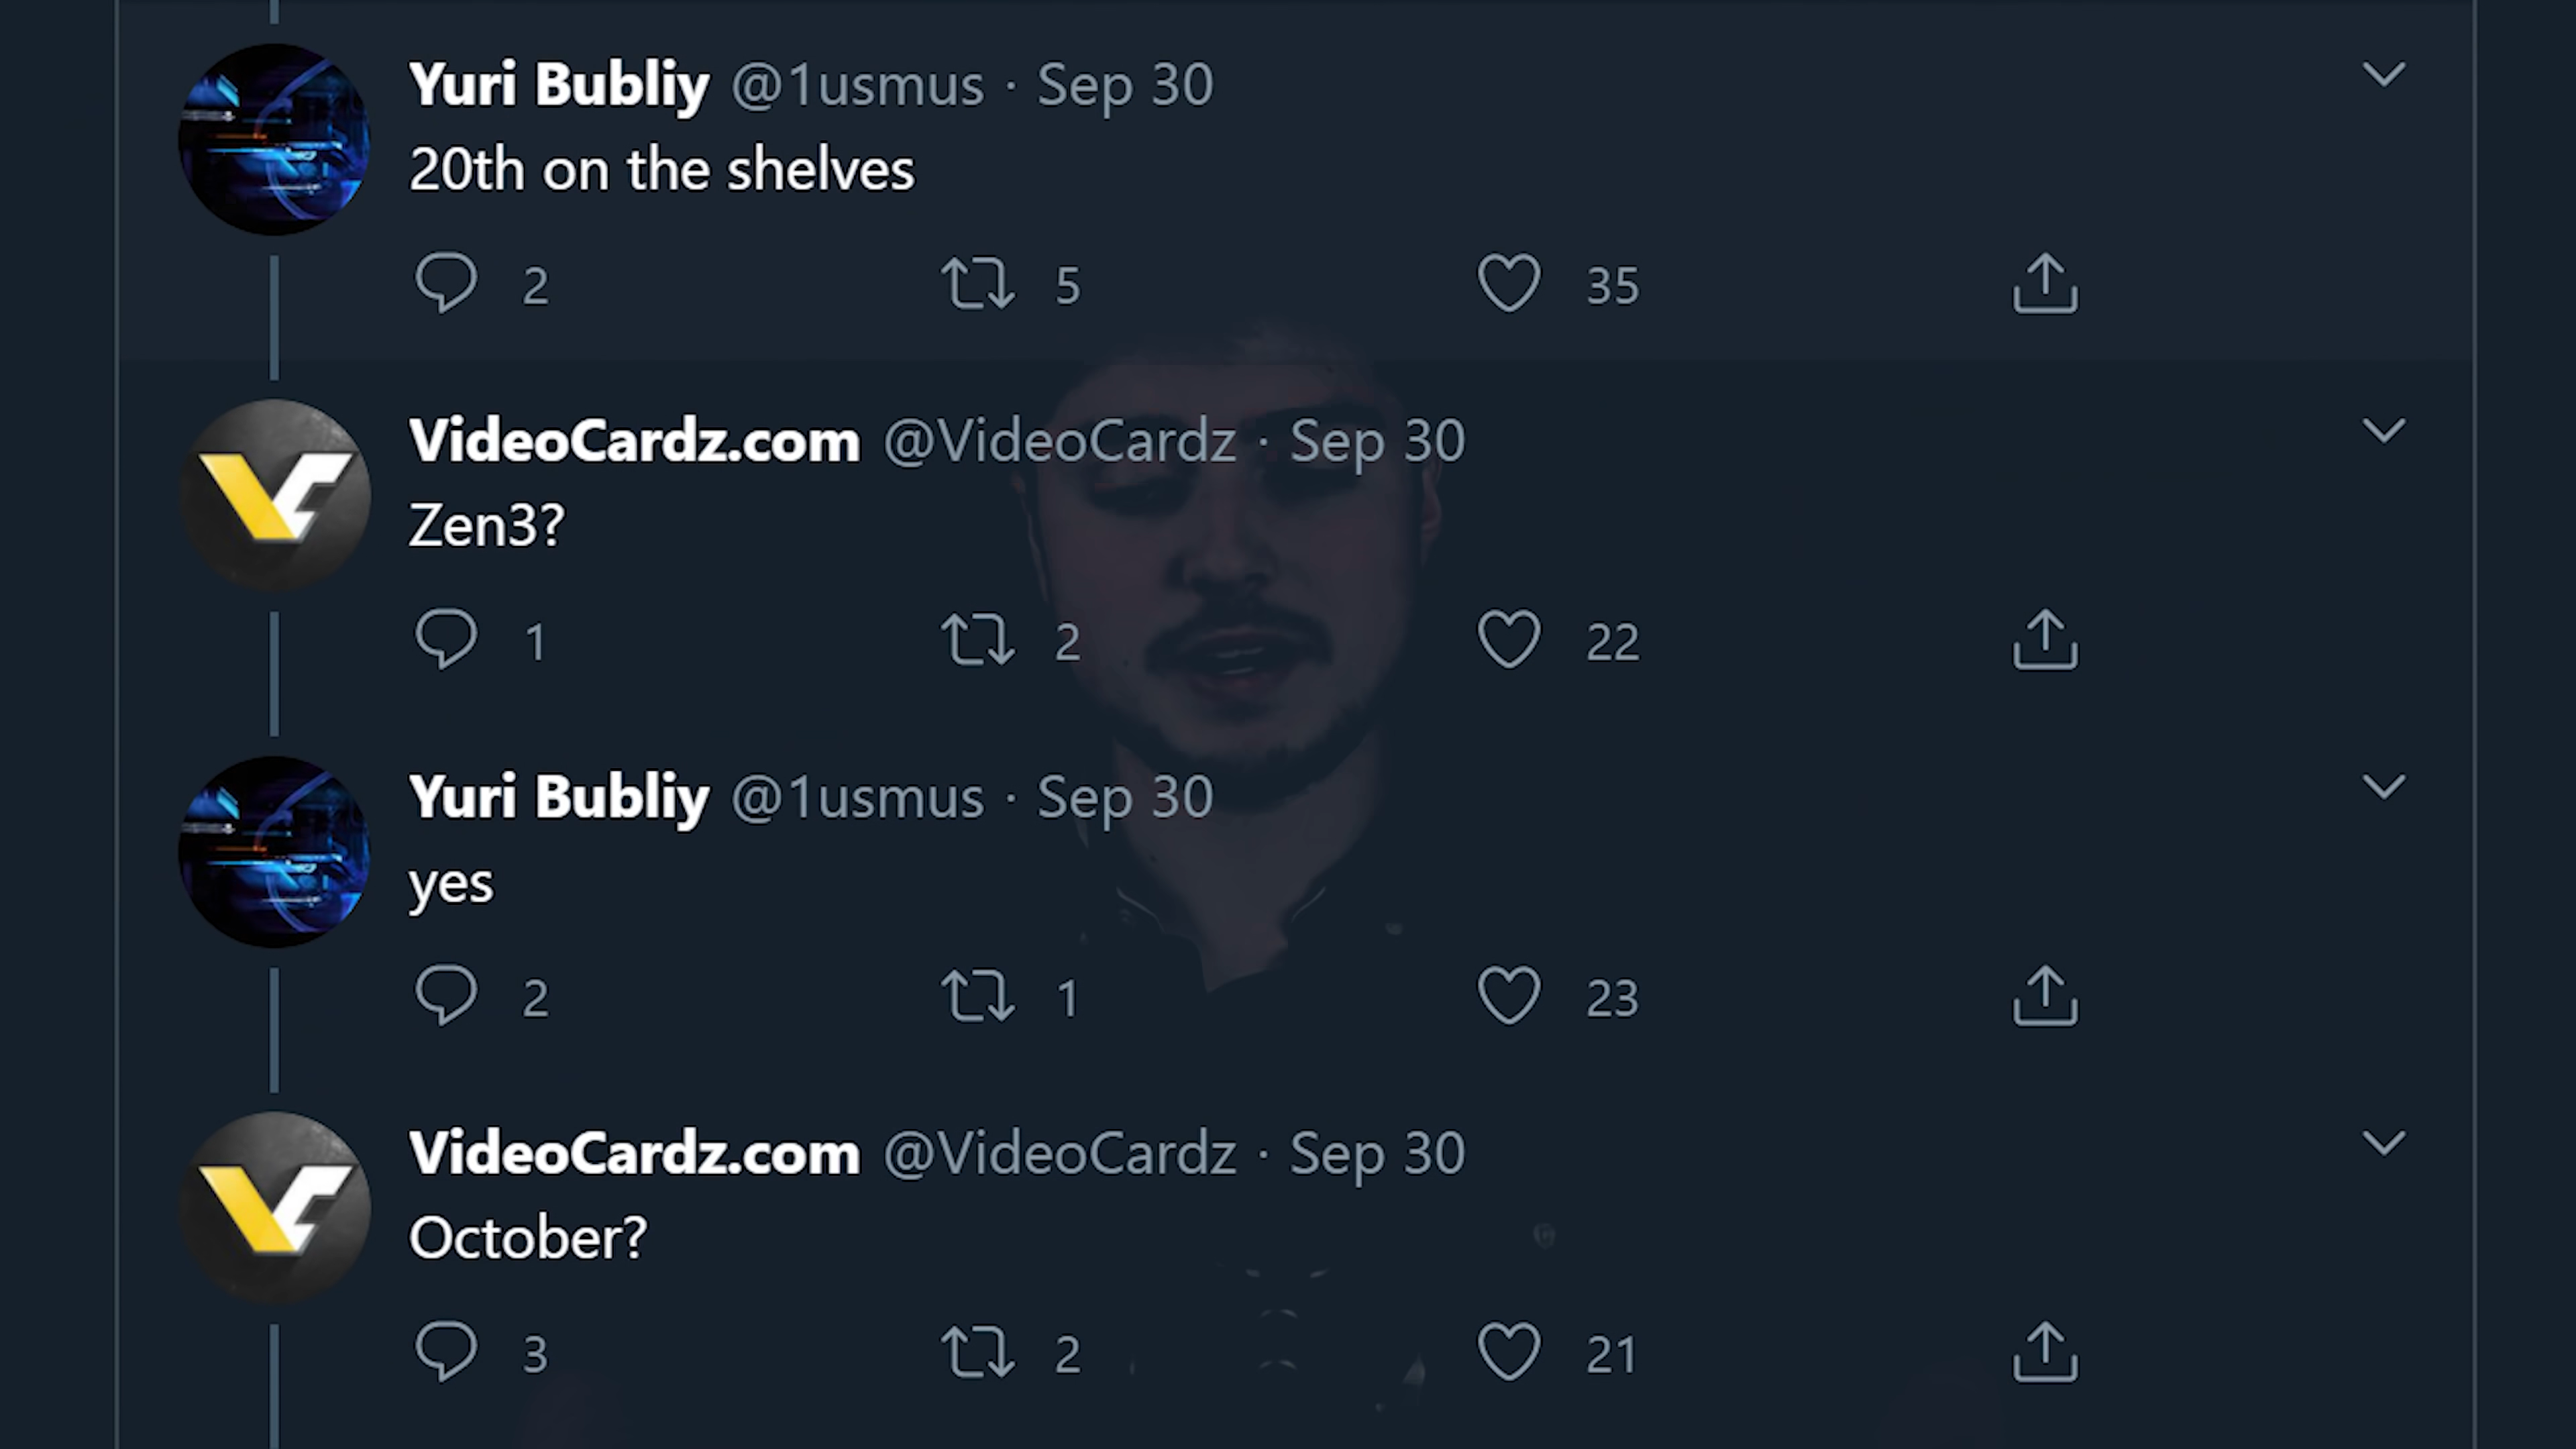 Yuri Bubliy @1usmus · Sep 30
20th on the shelves
2 5 35
VideoCardz.com @VideoCardz · Sep 30
Zen3?
1 2 22
Yuri Bubliy @1usmus · Sep 30
yes
2 1 23
VideoCardz.com @VideoCardz · Sep 30
October?
3 2 21